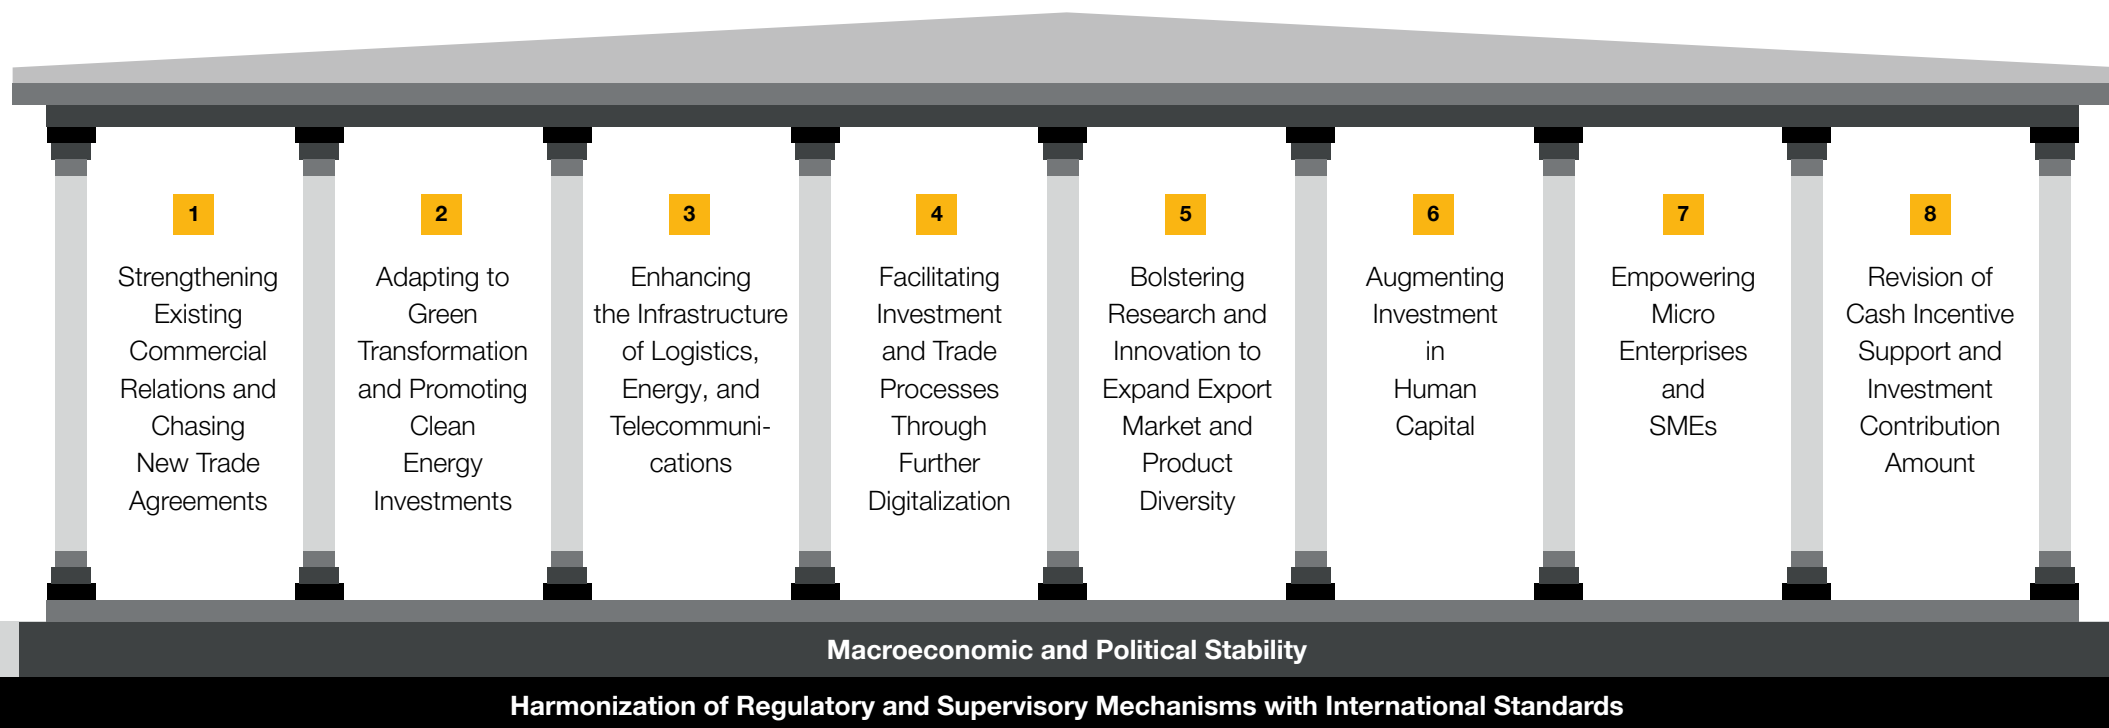 1
Strengthening
Existing
Commercial
Relations and
Chasing
New Trade
Agreements
2
Adapting to
Green
Transformation
and Promoting
Clean
Energy
Investments
3
Enhancing
the Infrastructure
of Logistics,
Energy, and
Telecommuni-
cations
4
Facilitating
Investment
and Trade
Processes
Through
Further
Digitalization
5
Bolstering
Research and
Innovation to
Expand Export
Market and
Product
Diversity
6
Augmenting
Investment
in
Human
Capital
7
Empowering
Micro
Enterprises
and
SMEs
8
Revision of
Cash Incentive
Support and
Investment
Contribution
Amount
Macroeconomic and Political Stability
Harmonization of Regulatory and Supervisory Mechanisms with International Standards